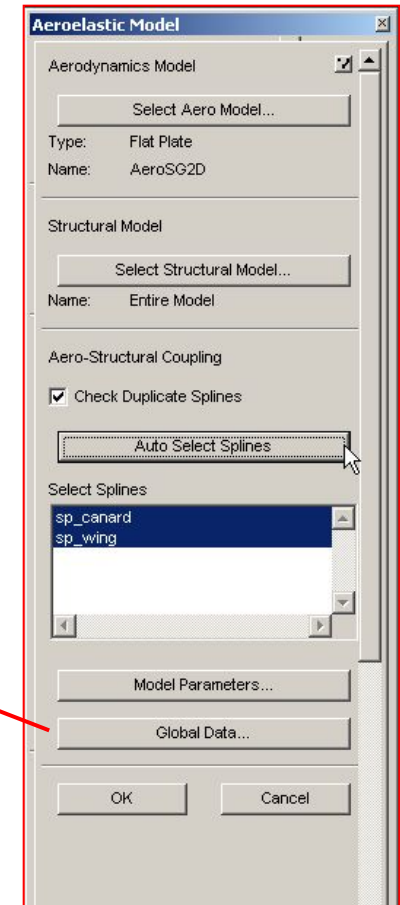 Aeroelastic Model
Aerodynamics Model
Select Aero Model...
Type: Flat Plate
Name: AeroSG2D
Structural Model
Select Structural Model...
Name: Entire Model
Aero-Structural Coupling
Check Duplicate Splines
Auto Select Splines
Select Splines
sp_canard
sp_wing
Model Parameters...
Global Data...
OK Cancel